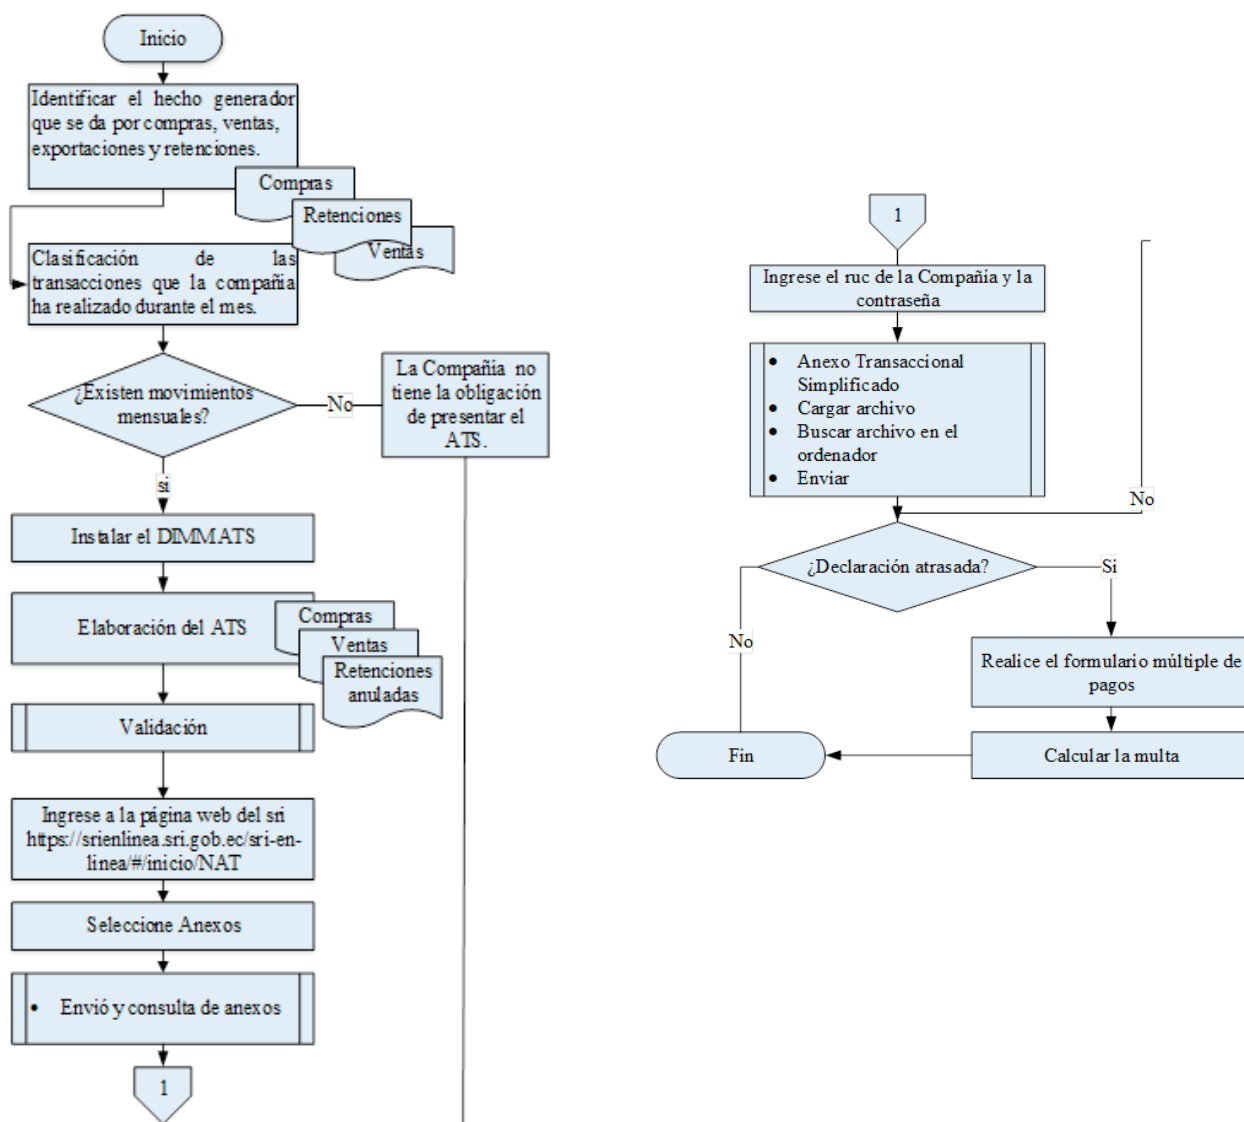 Inicio
Identificar el hecho generador
que se da por compras, ventas,
exportaciones y retenciones.
Compras
Retenciones
Ventas
Clasificación de las
transacciones que la compañía
ha realizado durante el mes.
¿Existen movimientos
mensuales?
No
La Compañía no
tiene la obligación
de presentar el
ATS.
si
Instalar el DIMMATS
Elaboración del ATS
Compras
Ventas
Retenciones
anuladas
Validación
Ingrese a la página web del sri
https://srienlinea.sri.gob.ec/sri-en-
linea/#/inicio/NAT
Seleccione Anexos
• Envió y consulta de anexos
1
1
Ingrese el ruc de la Compañía y la
contraseña
• Anexo Transaccional
Simplificado
• Cargar archivo
• Buscar archivo en el
ordenador
• Enviar
No
¿Declaración atrasada?
Si
No
Realice el formulario múltiple de
pagos
Calcular la multa
Fin